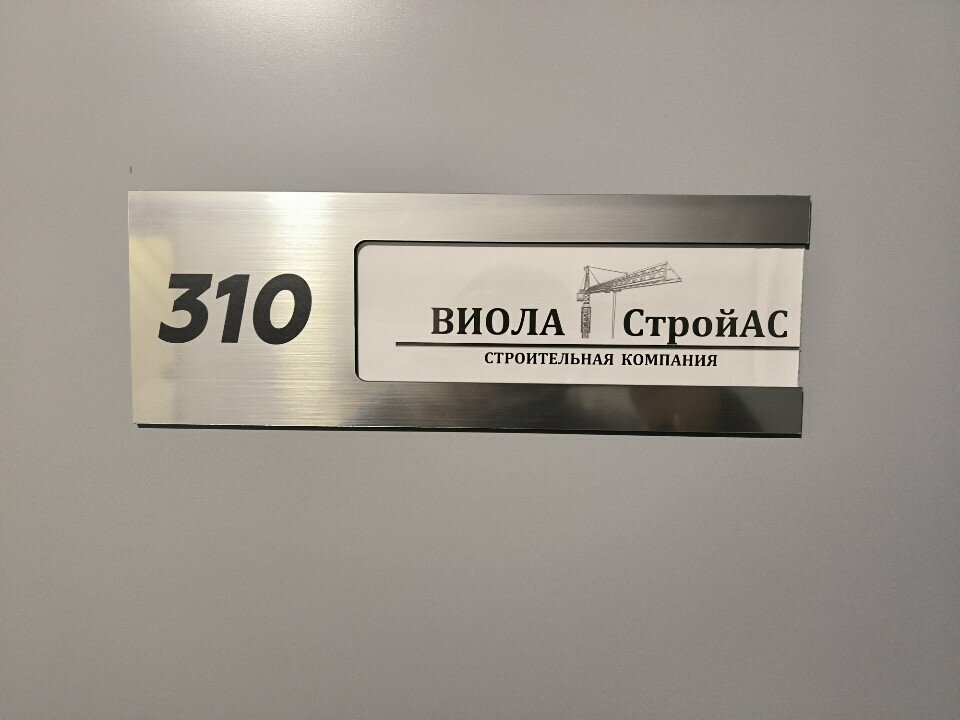 310
ВИОЛА СтройАС
СТРОИТЕЛЬНАЯ КОМПАНИЯ